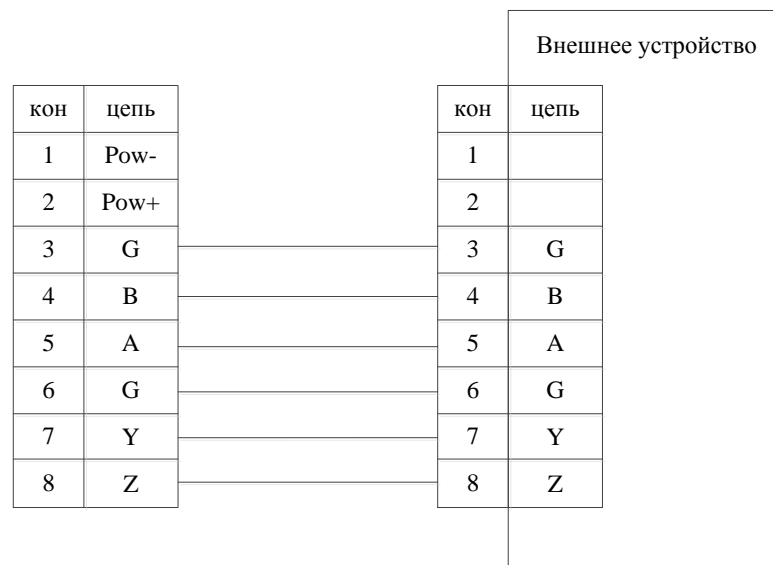 Внешнее устройство
кон цепь кон цепь
1 Pow- 1
2 Pow+ 2
3 G 3 G
4 B 4 B
5 A 5 A
6 G 6 G
7 Y 7 Y
8 Z 8 Z